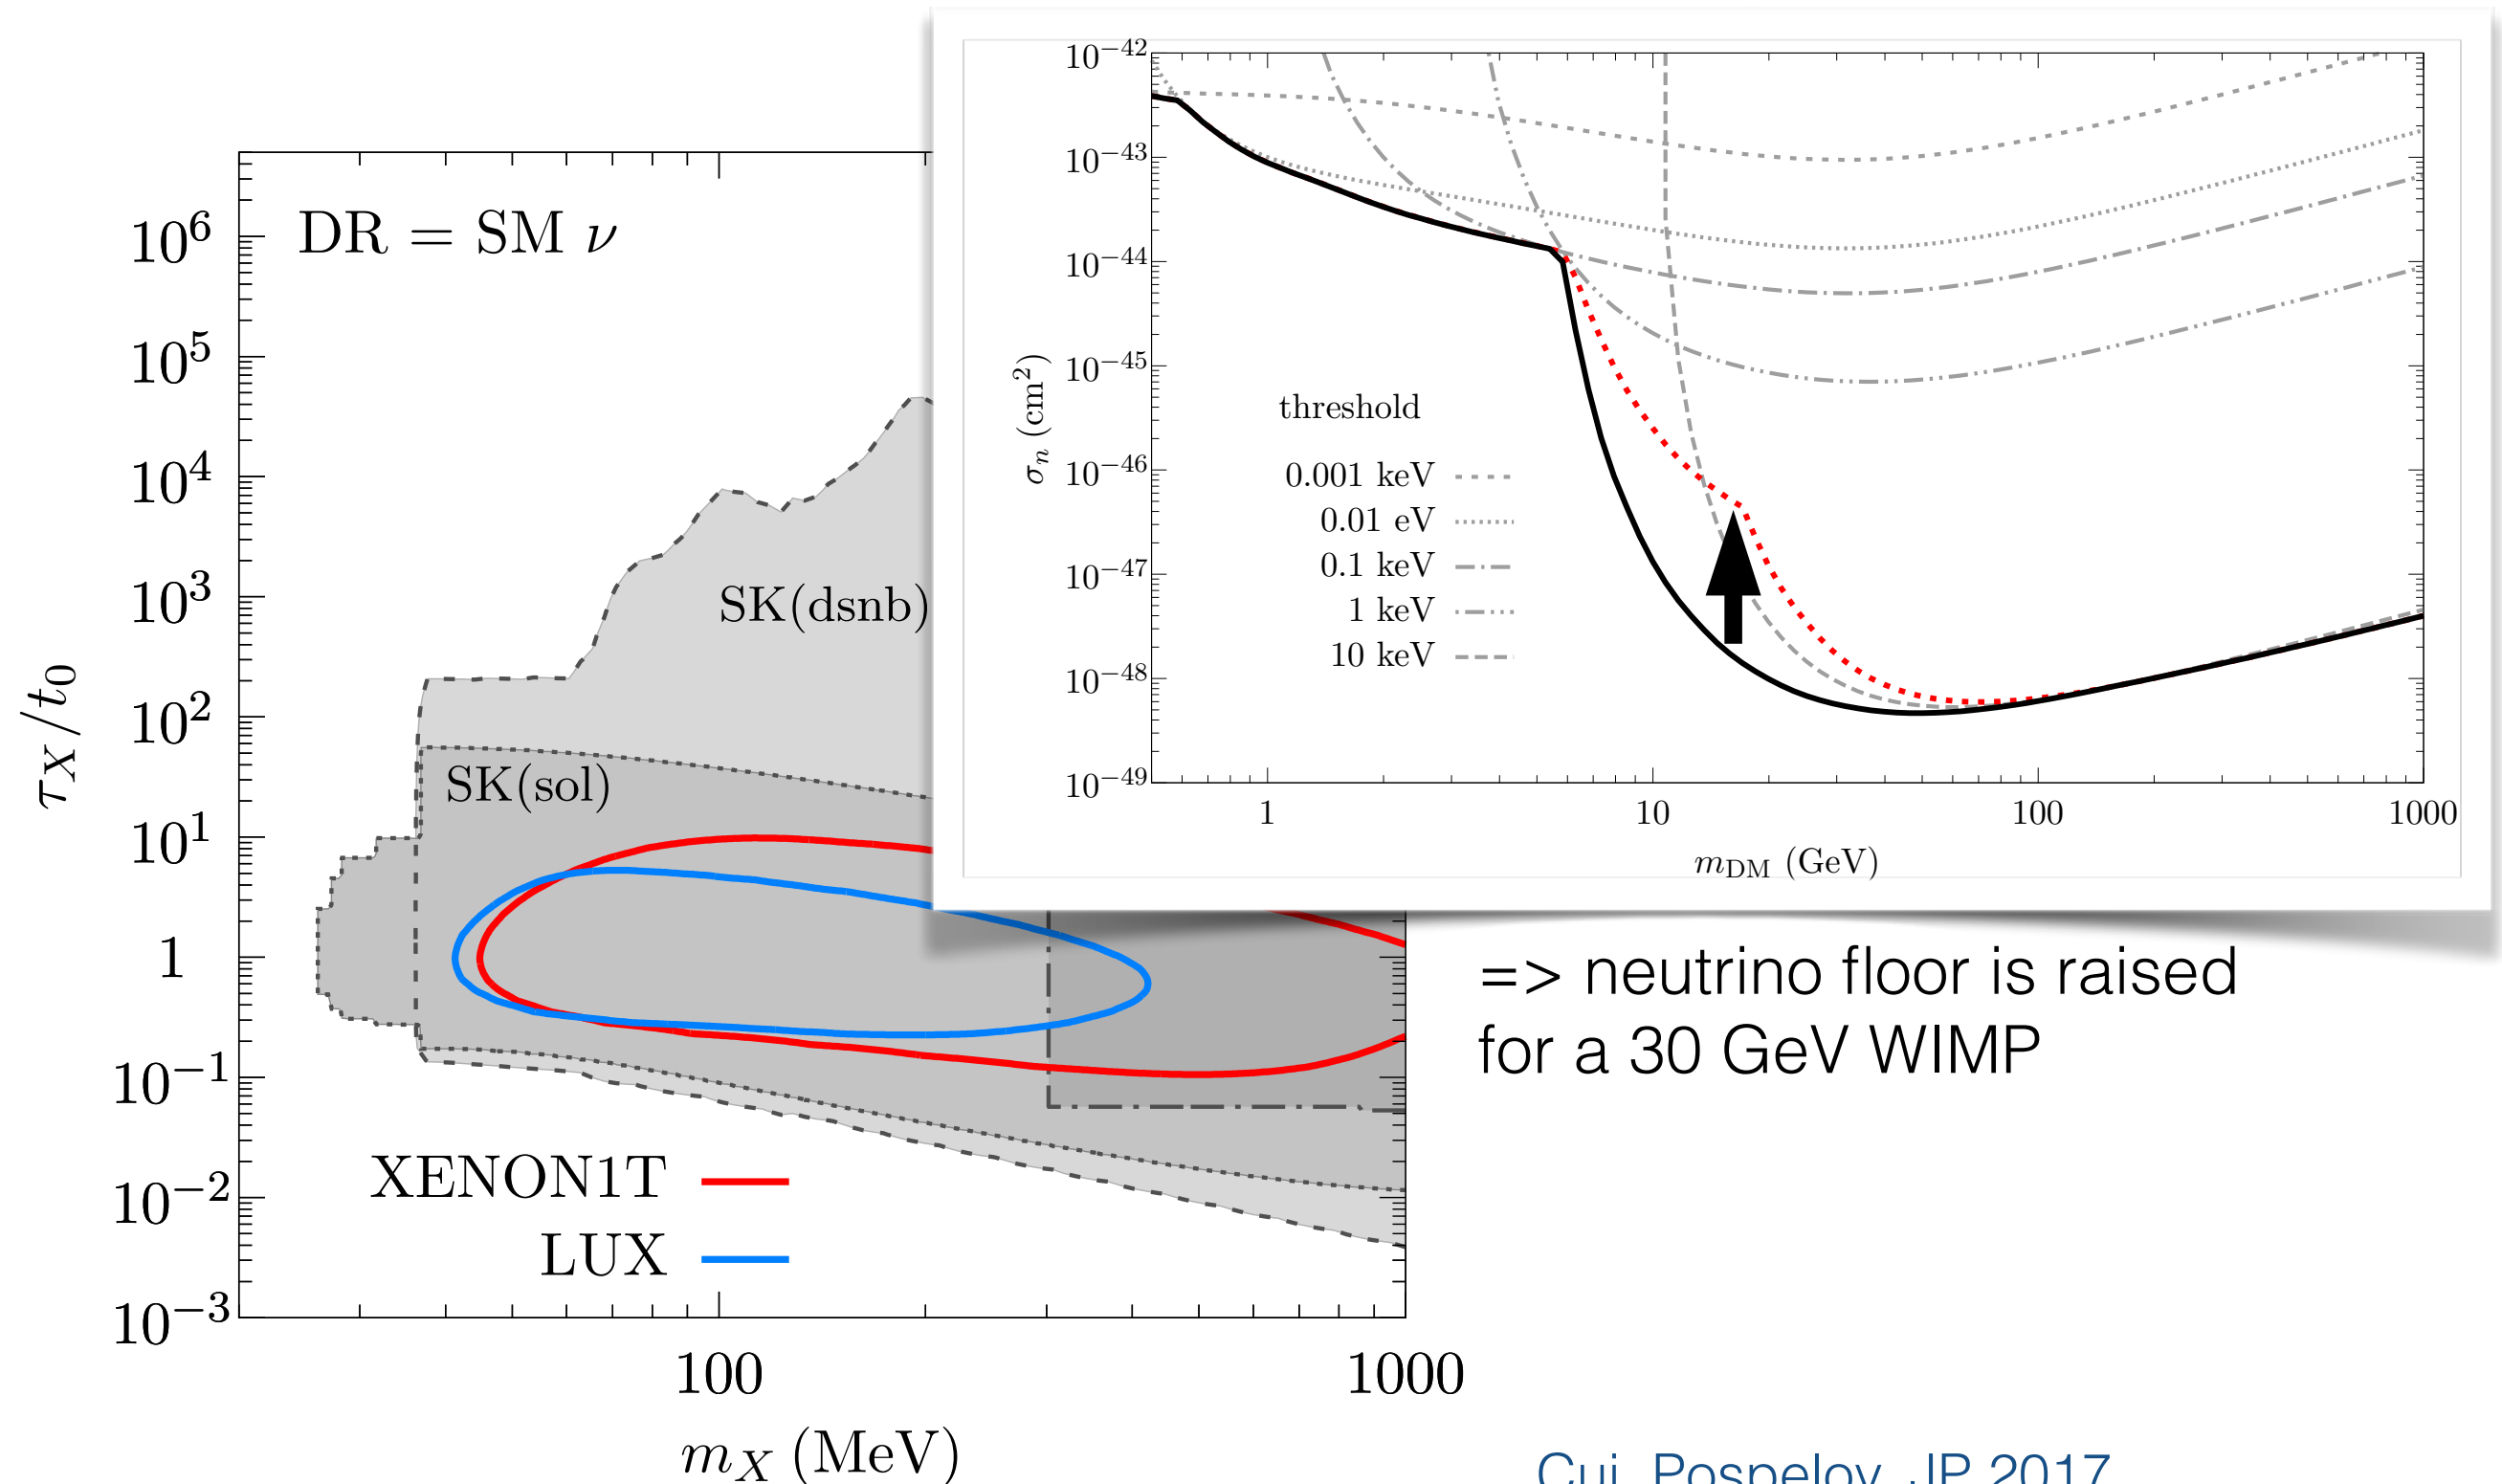 DR = SM ν
SK(dsnb)
SK(sol)
XENON1T
LUX
τ_X/t_0
10^6
10^5
10^4
10^3
10^2
10^1
1
10^−1
10^−2
10^−3
100
1000
m_X (MeV)
10^−42
10^−43
10^−44
10^−45
10^−46
10^−47
10^−48
10^−49
σ_n (cm^2)
threshold
0.001 keV
0.01 eV
0.1 keV
1 keV
10 keV
1
10
100
1000
m_DM (GeV)
=> neutrino floor is raised
for a 30 GeV WIMP
Cui, Pospelov, JP 2017